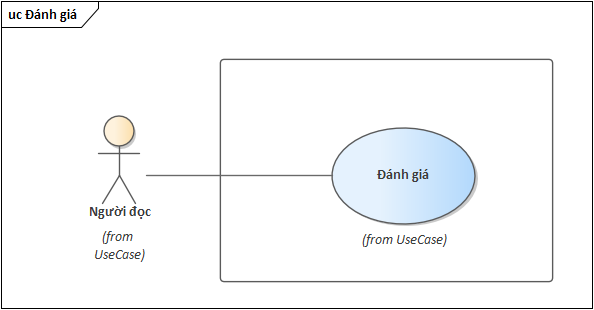 uc Đánh giá
Đánh giá
Người đọc
(from
UseCase)
(from UseCase)